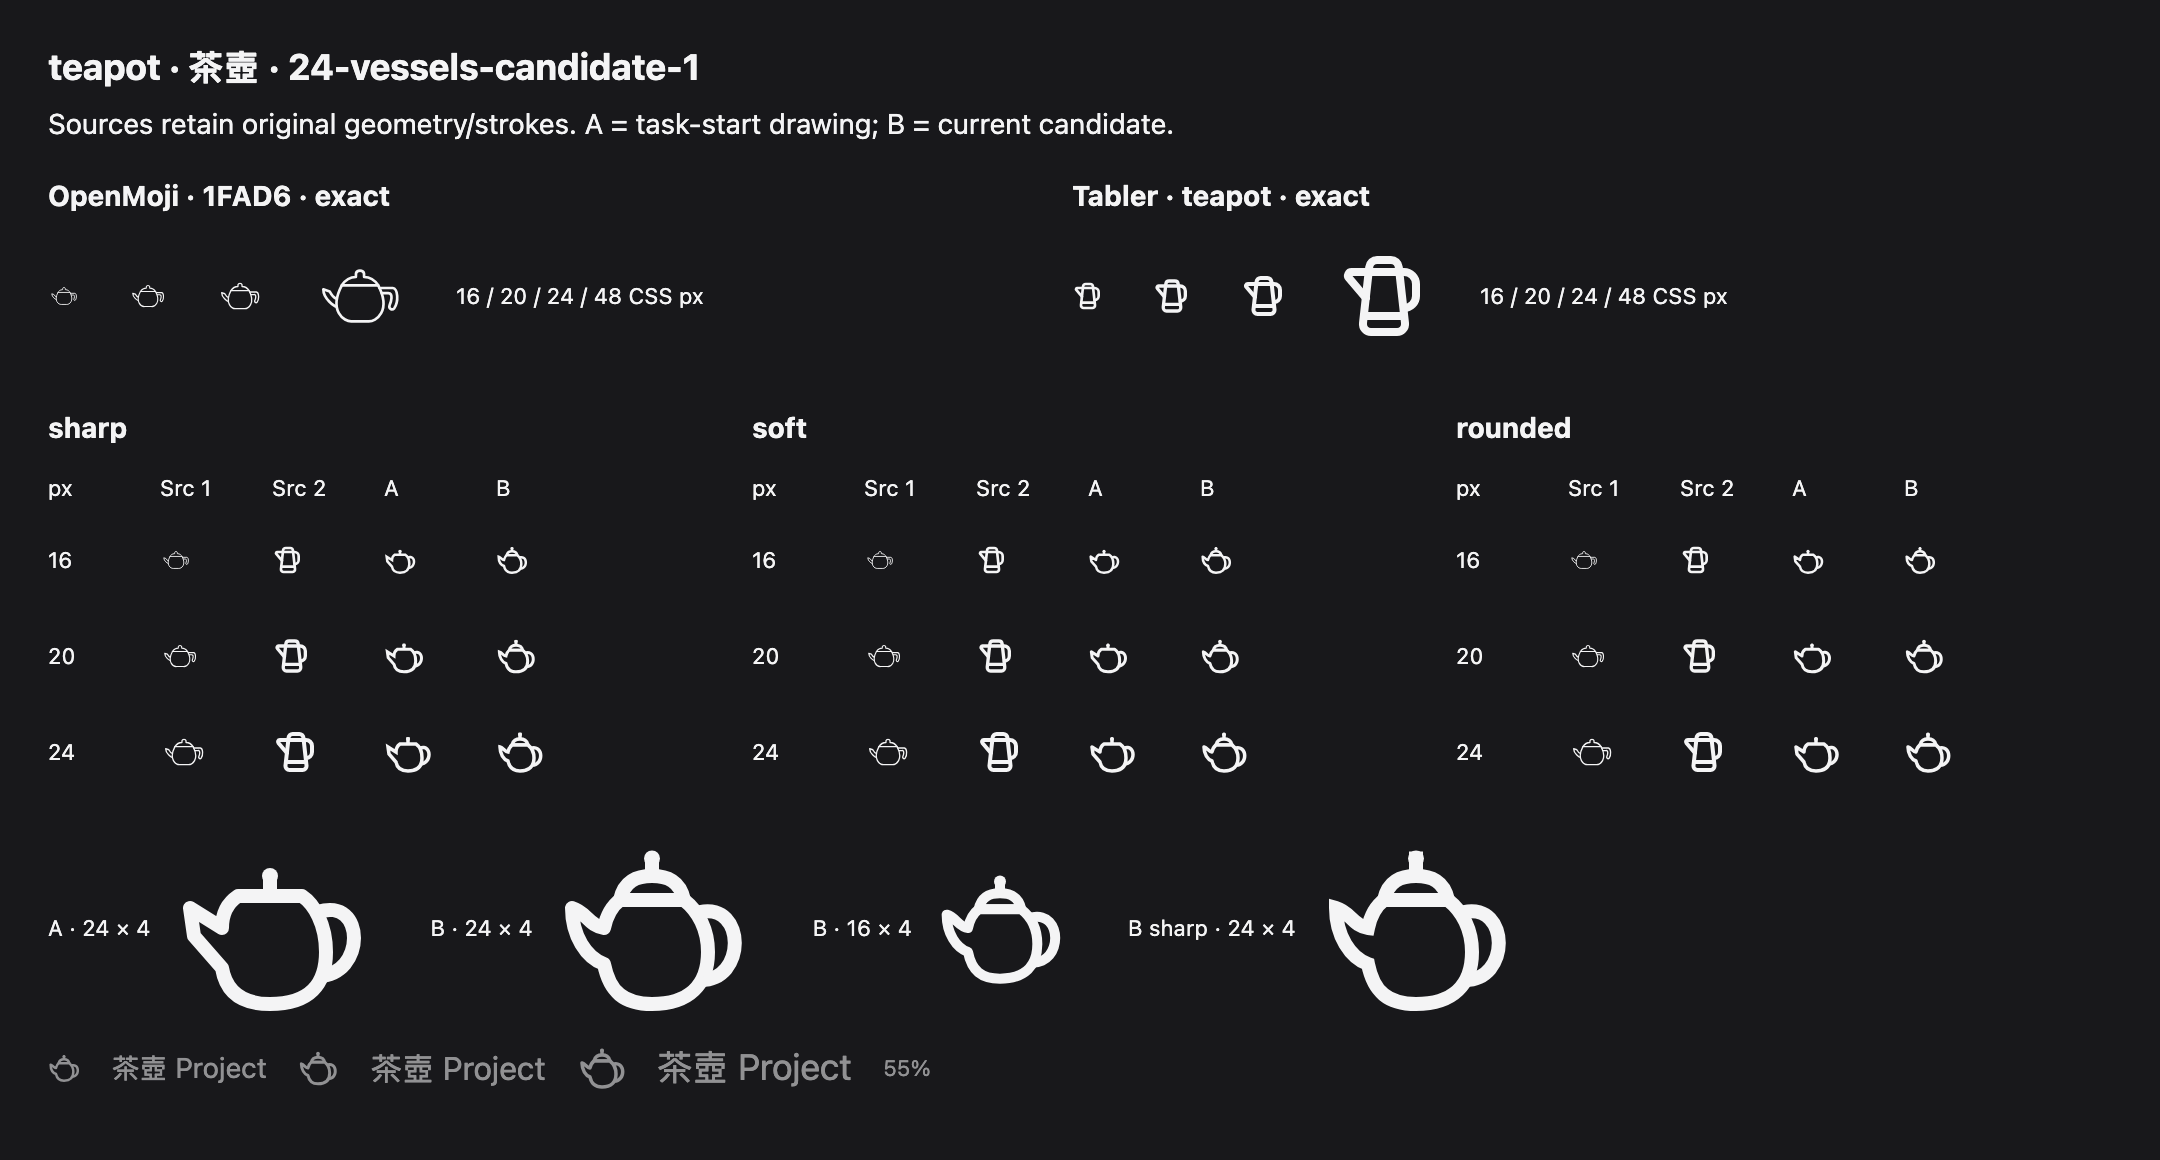 teapot · 茶壺 · 24-vessels-candidate-1
Sources retain original geometry/strokes. A = task-start drawing; B = current candidate.
OpenMoji · 1FAD6 · exact
16 / 20 / 24 / 48 CSS px
Tabler · teapot · exact
16 / 20 / 24 / 48 CSS px
sharp
px Src 1 Src 2 A B
16
20
24
soft
px Src 1 Src 2 A B
16
20
24
rounded
px Src 1 Src 2 A B
16
20
24
A · 24 × 4
B · 24 × 4
B · 16 × 4
B sharp · 24 × 4
茶壺 Project 茶壺 Project 茶壺 Project 55%